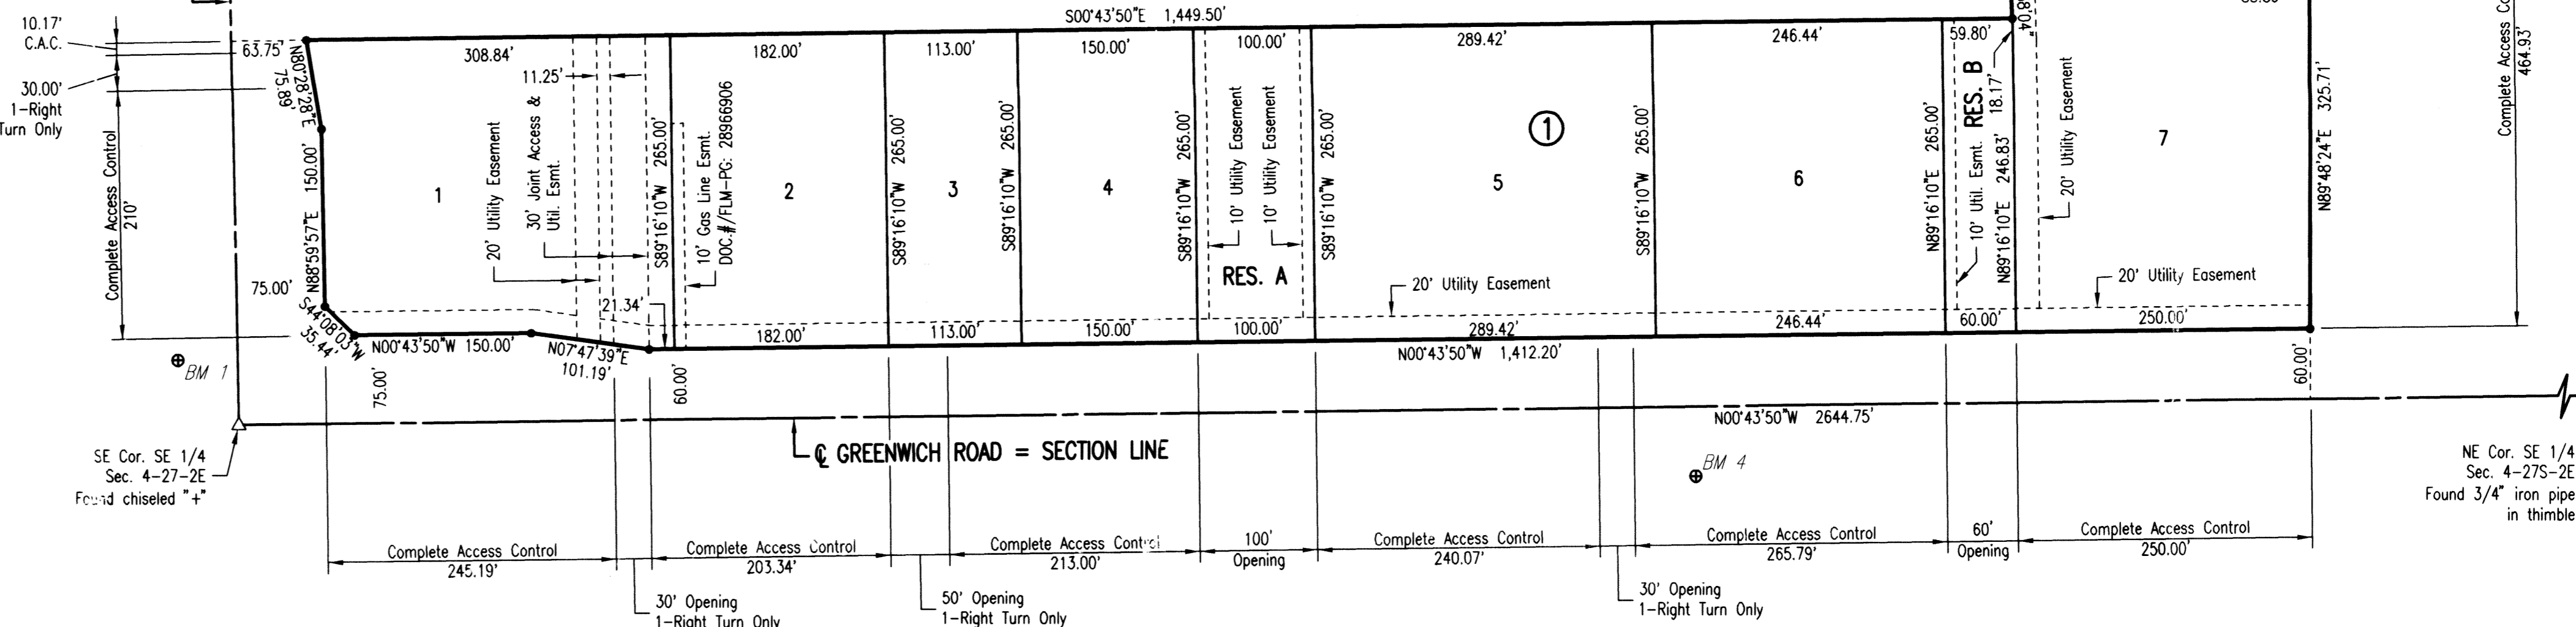 10.17'
C.A.C.
63.75'
30.00'
1-Right
Turn Only
Complete Access Control
210'
N80°28'28"E
75.89'
N88°59'57"E 150.00'
75.00'
S44°08'03"W
35.44'
N00°43'50"W 150.00'
N07°47'39"E
101.19'
75.00'
60.00'
S00°43'50"E 1,449.50'
308.84'
182.00'
113.00'
150.00'
100.00'
289.42'
246.44'
59.80'
11.25'
1
20' Utility Easement
30' Joint Access &
Util. Esmt.
S89°16'10"W 265.00'
10' Gas Line Esmt.
DOC.#/FLM-PG: 28966906
21.34'
2
S89°16'10"W 265.00'
3
S89°16'10"W 265.00'
4
S89°16'10"W 265.00'
10' Utility Easement
10' Utility Easement
RES. A
S89°16'10"W 265.00'
1
5
20' Utility Easement
S89°16'10"W 265.00'
6
N89°16'10"E 265.00'
10' Util. Esmt.
RES. B
18.17'
N89°16'10"E 246.83'
20' Utility Easement
7
20' Utility Easement
N89°48'24"E 325.71'
464.93'
182.00'
113.00'
150.00'
100.00'
289.42'
246.44'
60.00'
250.00'
N00°43'50"W 1,412.20'
60.00'
BM 1
N00°43'50"W 2644.75'
℄ GREENWICH ROAD = SECTION LINE
BM 4
SE Cor. SE 1/4
Sec. 4-27-2E
Found chiseled "+"
NE Cor. SE 1/4
Sec. 4-27S-2E
Found 3/4" iron pipe
in thimble
Complete Access Control
245.19'
30' Opening
1-Right Turn Only
Complete Access Control
203.34'
50' Opening
1-Right Turn Only
Complete Access Control
213.00'
100'
Opening
Complete Access Control
240.07'
30' Opening
1-Right Turn Only
Complete Access Control
265.79'
60'
Opening
Complete Access Control
250.00'